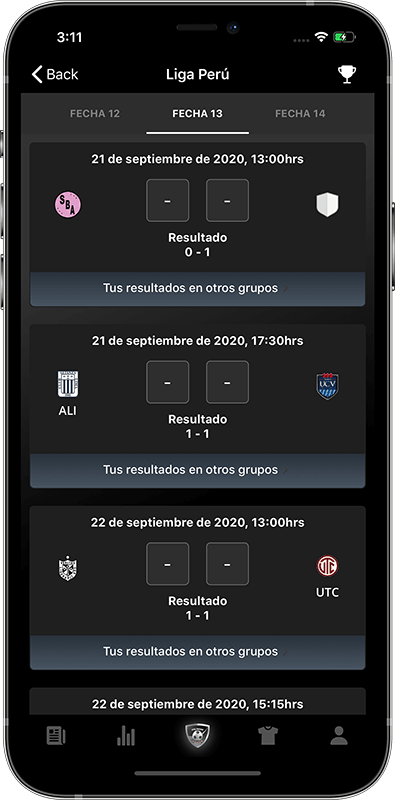 3:11
Back
Liga Perú
FECHA 12
FECHA 13
FECHA 14
21 de septiembre de 2020, 13:00hrs
SBA
- -
Resultado
0 - 1
Tus resultados en otros grupos
21 de septiembre de 2020, 17:30hrs
- -
UCV
ALI
Resultado
1 - 1
Tus resultados en otros grupos
22 de septiembre de 2020, 13:00hrs
- -
UTC
Resultado
1 - 1
Tus resultados en otros grupos
22 de septiembre de 2020, 15:15hrs